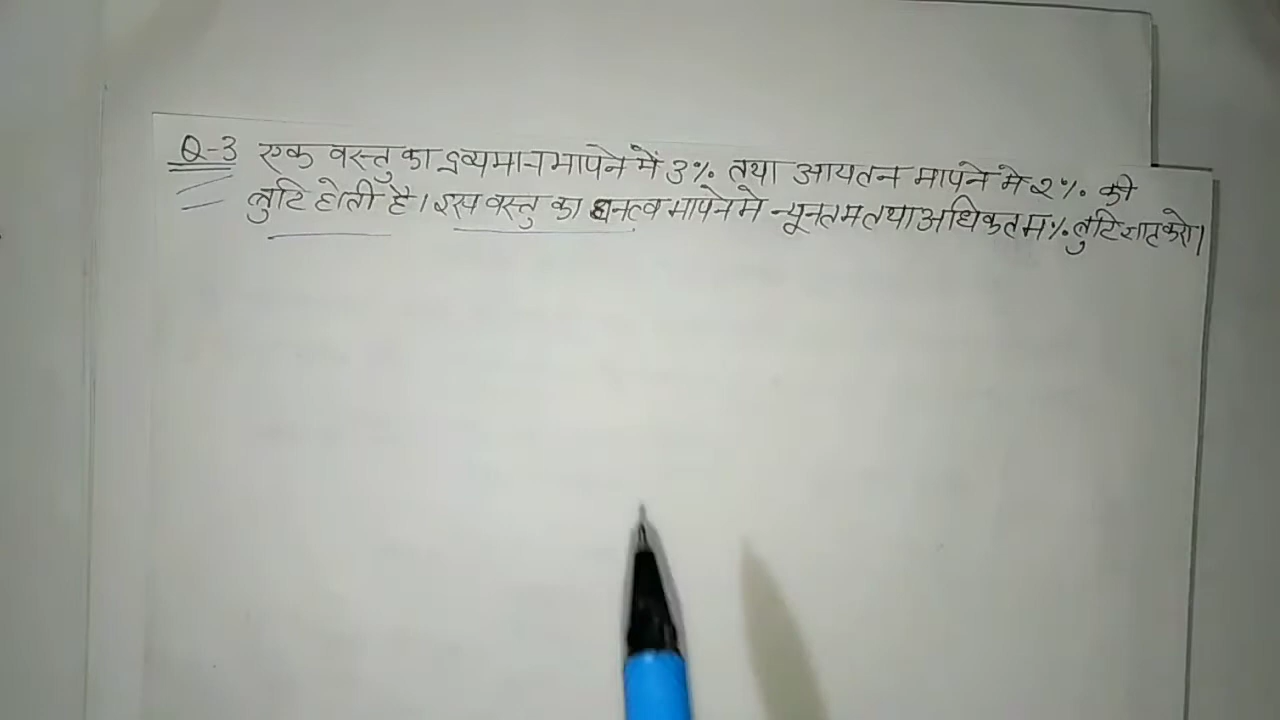 Q-3 एक वस्तु का द्रव्यमान मापने में 3% तथा आयतन मापने मे २% की
त्रुटि होती है। इस वस्तु का घनत्व मापने मे न्यूनतम तथा अधिकतम % त्रुटि ज्ञात करो।